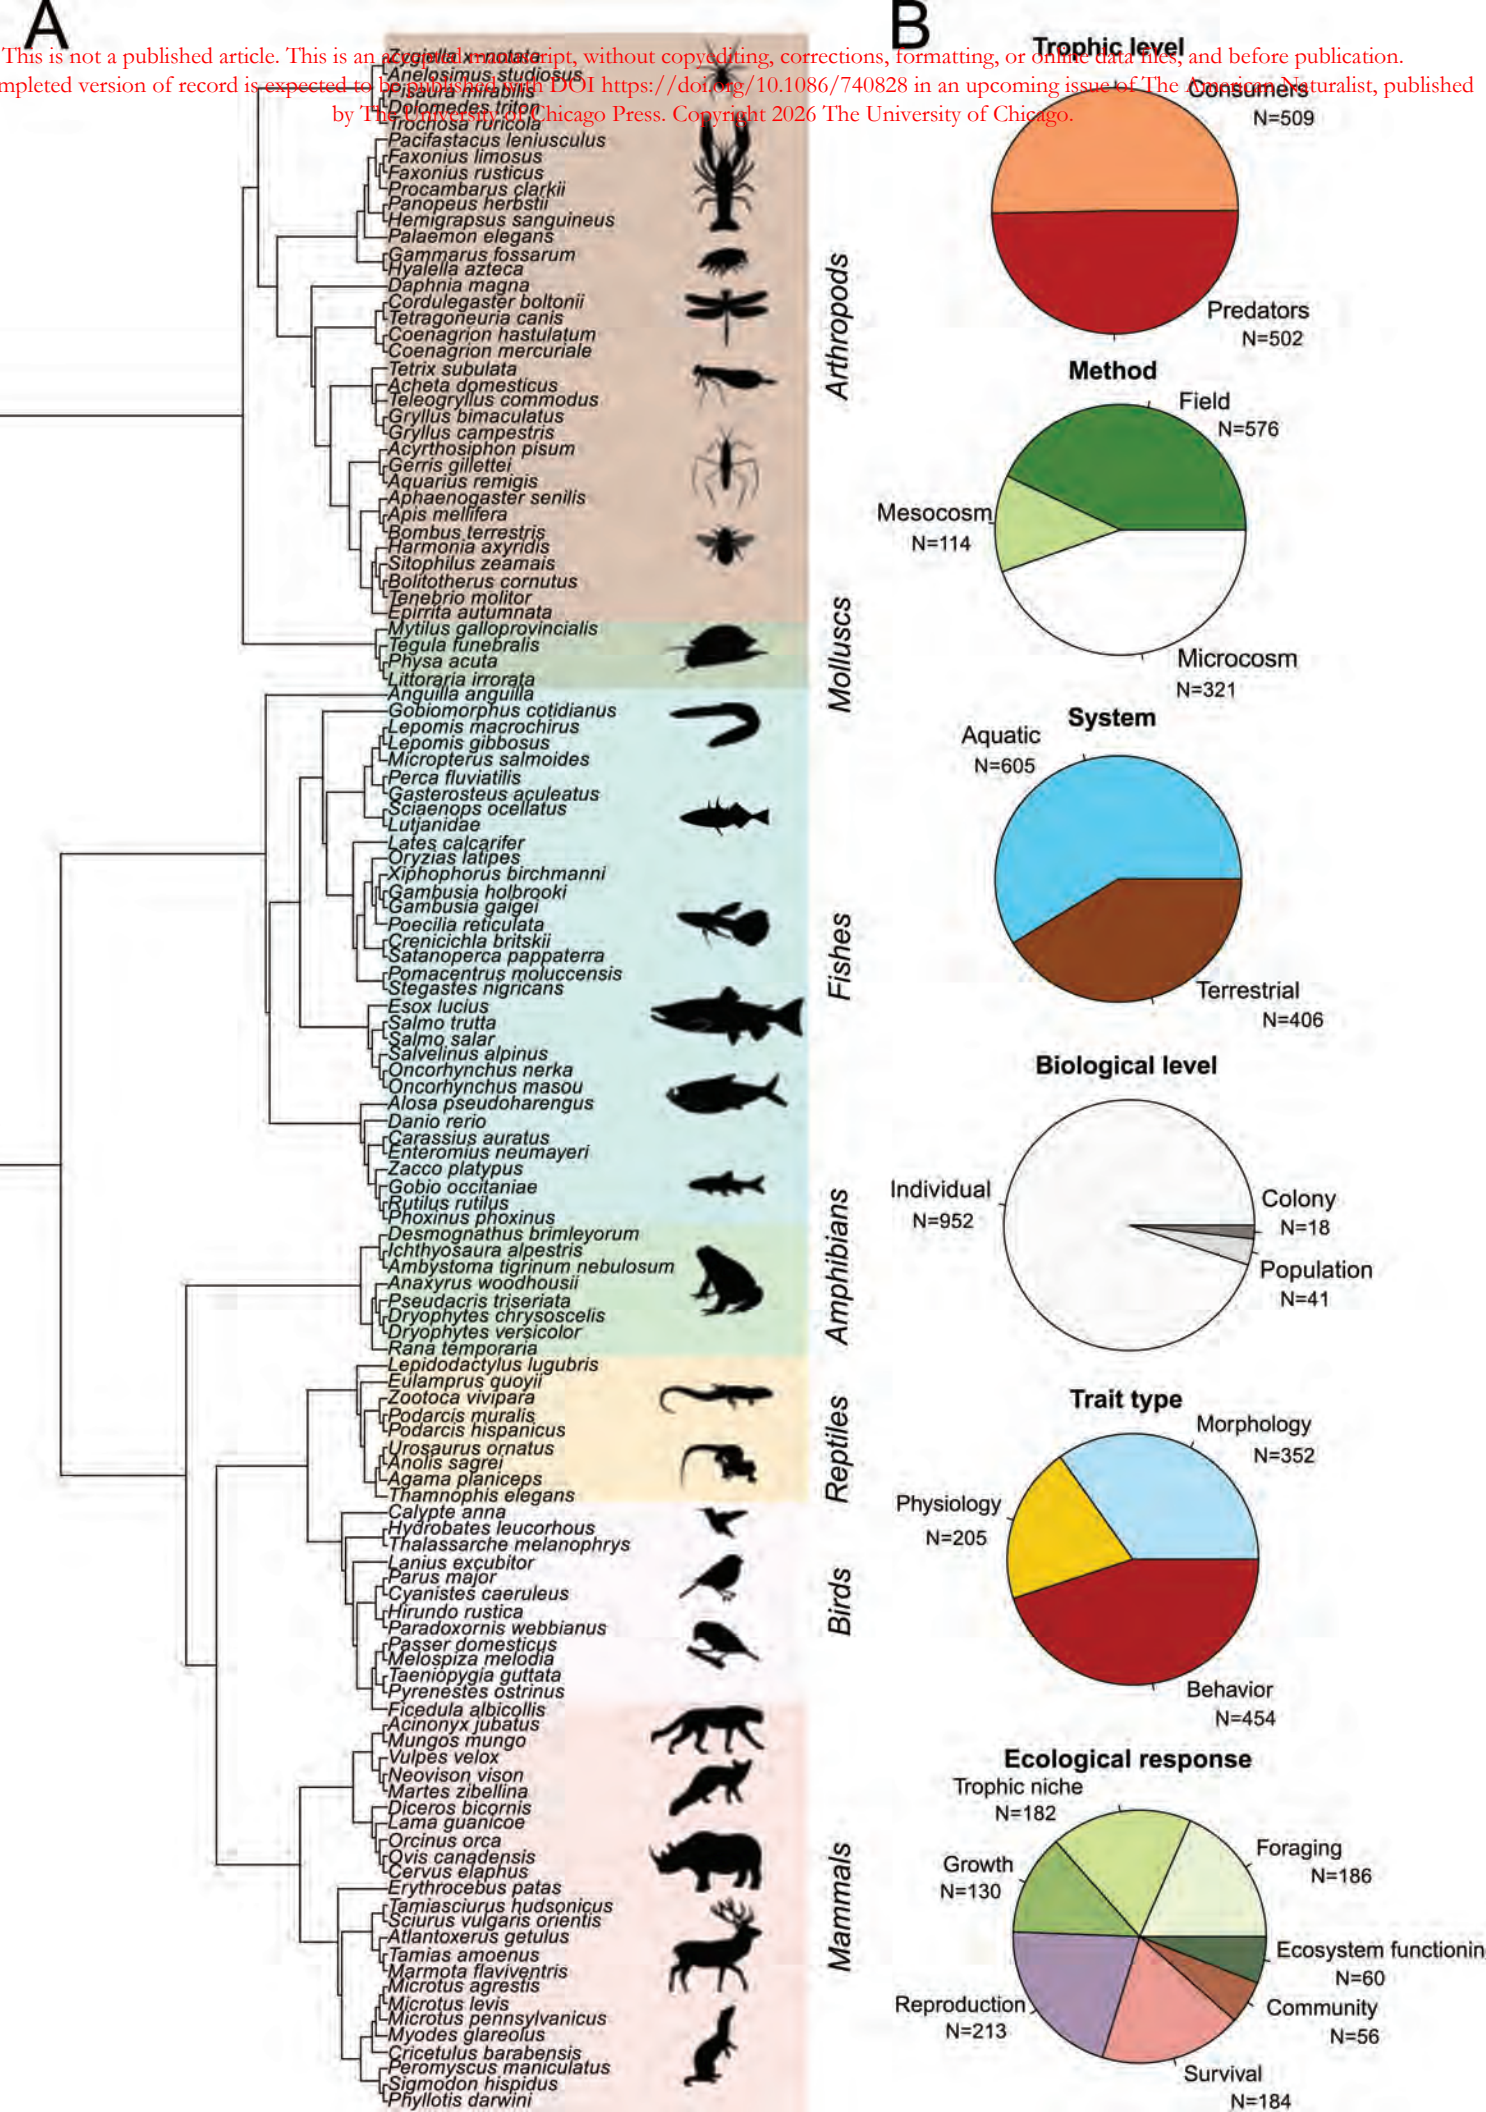 A
B
This is not a published article. This is an accepted manuscript, without copyediting, corrections, formatting, or online data files, and before publication.
mpleted version of record is expected to be published with DOI https://doi.org/10.1086/740828 in an upcoming issue of The American Naturalist, published
by The University of Chicago Press. Copyright 2026 The University of Chicago.
Zygiella x-notata
Anelosimus studiosus
Pisaura mirabilis
Dolomedes triton
Trochosa ruricola
Pacifastacus leniusculus
Faxonius limosus
Faxonius rusticus
Procambarus clarkii
Panopeus herbstii
Hemigrapsus sanguineus
Palaemon elegans
Gammarus fossarum
Hyalella azteca
Daphnia magna
Cordulegaster boltonii
Tetragoneuria canis
Coenagrion hastulatum
Coenagrion mercuriale
Tetrix subulata
Acheta domesticus
Teleogryllus commodus
Gryllus bimaculatus
Gryllus campestris
Acyrthosiphon pisum
Gerris gillettei
Aquarius remigis
Aphaenogaster senilis
Apis mellifera
Bombus terrestris
Harmonia axyridis
Sitophilus zeamais
Bolitotherus cornutus
Tenebrio molitor
Epirrita autumnata
Arthropods
Mytilus galloprovincialis
Tegula funebralis
Physa acuta
Littoraria irrorata
Molluscs
Anguilla anguilla
Gobiomorphus cotidianus
Lepomis macrochirus
Lepomis gibbosus
Micropterus salmoides
Perca fluviatilis
Gasterosteus aculeatus
Sciaenops ocellatus
Lutjanidae
Lates calcarifer
Oryzias latipes
Xiphophorus birchmanni
Gambusia holbrooki
Gambusia gaigei
Poecilia reticulata
Crenicichla britskii
Satanoperca pappaterra
Pomacentrus moluccensis
Stegastes nigricans
Esox lucius
Salmo trutta
Salmo salar
Salvelinus alpinus
Oncorhynchus nerka
Oncorhynchus masou
Alosa pseudoharengus
Danio rerio
Carassius auratus
Enteromius neumayeri
Zacco platypus
Gobio occitaniae
Rutilus rutilus
Phoxinus phoxinus
Fishes
Desmognathus brimleyorum
Ichthyosaura alpestris
Ambystoma tigrinum nebulosum
Anaxyrus woodhousii
Pseudacris triseriata
Dryophytes chrysoscelis
Dryophytes versicolor
Rana temporaria
Amphibians
Lepidodactylus lugubris
Eulamprus quoyii
Zootoca vivipara
Podarcis muralis
Podarcis hispanicus
Urosaurus ornatus
Anolis sagrei
Agama planiceps
Thamnophis elegans
Reptiles
Calypte anna
Hydrobates leucorhous
Thalassarche melanophrys
Lanius excubitor
Parus major
Cyanistes caeruleus
Hirundo rustica
Paradoxornis webbianus
Passer domesticus
Melospiza melodia
Taeniopygia guttata
Pyrenestes ostrinus
Ficedula albicollis
Birds
Acinonyx jubatus
Mungos mungo
Vulpes velox
Neovison vison
Martes zibellina
Diceros bicornis
Lama guanicoe
Orcinus orca
Ovis canadensis
Cervus elaphus
Erythrocebus patas
Tamiasciurus hudsonicus
Sciurus vulgaris orientis
Atlantoxerus getulus
Tamias amoenus
Marmota flaviventris
Microtus agrestis
Microtus levis
Microtus pennsylvanicus
Myodes glareolus
Cricetulus barabensis
Peromyscus maniculatus
Sigmodon hispidus
Phyllotis darwini
Mammals
Trophic level
Consumers
N=509
Predators
N=502
Method
Field
N=576
Mesocosm
N=114
Microcosm
N=321
System
Aquatic
N=605
Terrestrial
N=406
Biological level
Individual
N=952
Colony
N=18
Population
N=41
Trait type
Morphology
N=352
Physiology
N=205
Behavior
N=454
Ecological response
Trophic niche
N=182
Foraging
N=186
Growth
N=130
Ecosystem functionin
N=60
Community
N=56
Reproduction
N=213
Survival
N=184